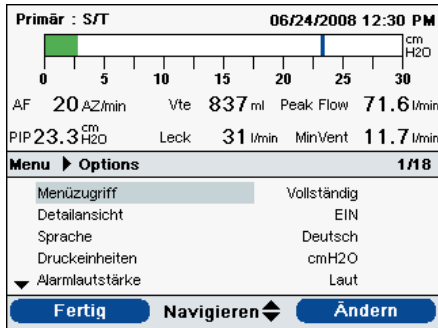 Primär : S/T 06/24/2008 12:30 PM
cm
H2O
0 5 10 15 20 25 30
AF 20 AZ/min Vte 837 ml Peak Flow 71.6 l/min
PIP 23.3 cm H2O Leck 31 l/min MinVent 11.7 l/min
Menu Options 1/18
Menüzugriff Vollständig
Detailansicht EIN
Sprache Deutsch
Druckeinheiten cmH2O
Alarmlautstärke Laut
Fertig Navigieren Ändern